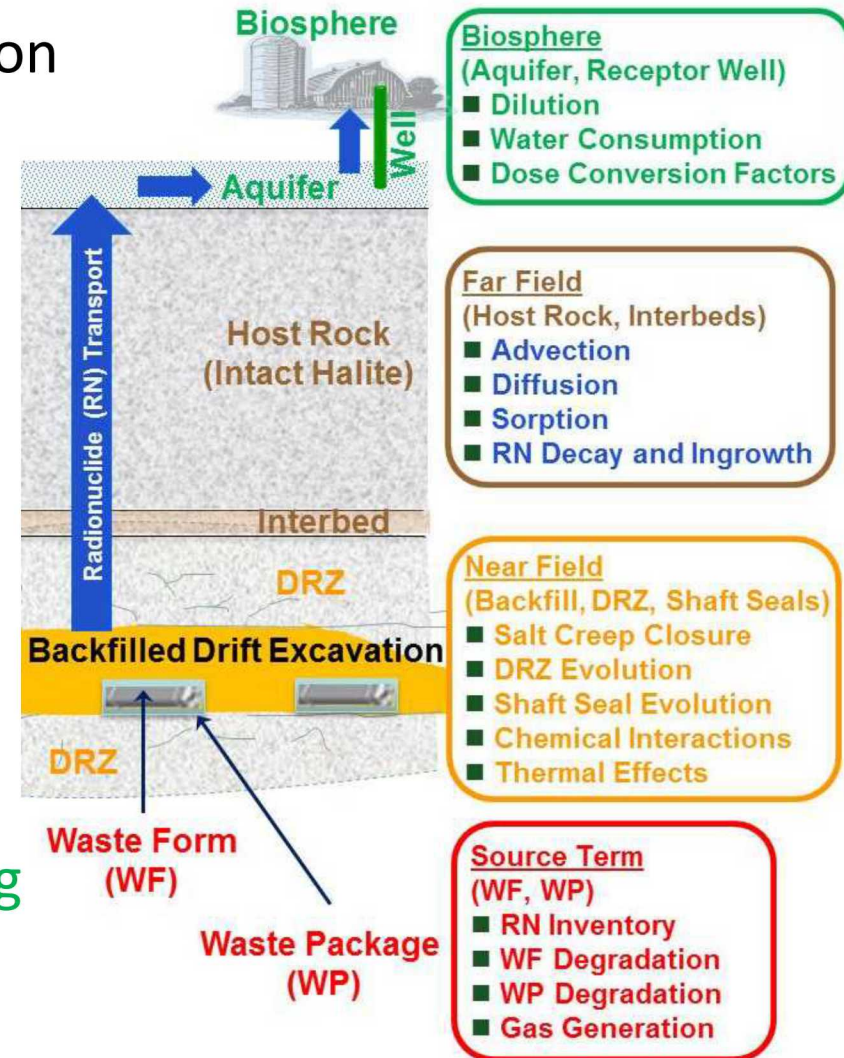 on
Biosphere
Well
Aquifer
Radionuclide (RN) Transport
Host Rock
(Intact Halite)
Interbed
DRZ
Backfilled Drift Excavation
DRZ
Waste Form
(WF)
g
Waste Package
(WP)
Biosphere
(Aquifer, Receptor Well)
■ Dilution
■ Water Consumption
■ Dose Conversion Factors
Far Field
(Host Rock, Interbeds)
■ Advection
■ Diffusion
■ Sorption
■ RN Decay and Ingrowth
Near Field
(Backfill, DRZ, Shaft Seals)
■ Salt Creep Closure
■ DRZ Evolution
■ Shaft Seal Evolution
■ Chemical Interactions
■ Thermal Effects
Source Term
(WF, WP)
■ RN Inventory
■ WF Degradation
■ WP Degradation
■ Gas Generation